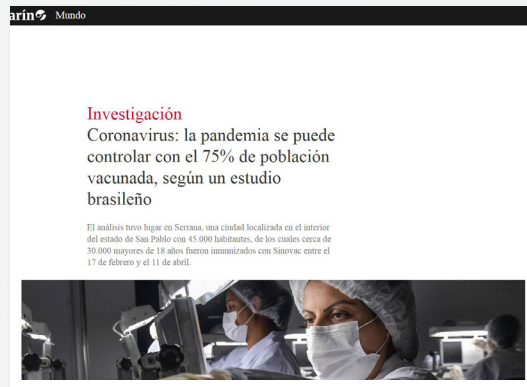 arín Mundo
Investigación
Coronavirus: la pandemia se puede
controlar con el 75% de población
vacunada, según un estudio
brasileño
El análisis tuvo lugar en Serrana, una ciudad localizada en el interior
del estado de San Pablo con 45.000 habitantes, de los cuales cerca de
30.000 mayores de 18 años fueron inmunizados con Sinovac entre el
17 de febrero y el 11 de abril.